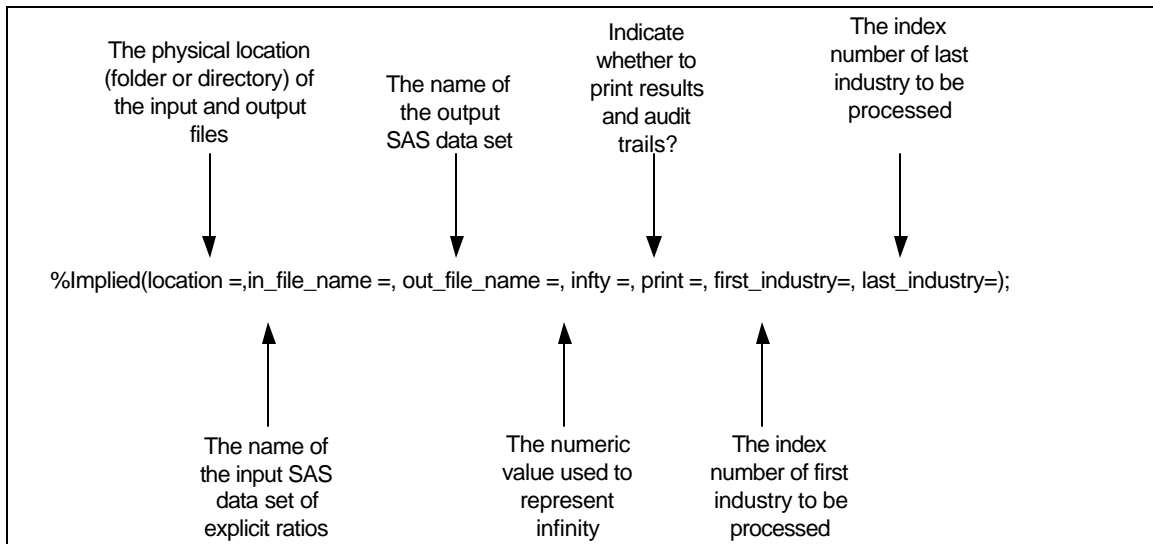 The physical location
(folder or directory) of
the input and output
files
The name of
the output
SAS data set
Indicate
whether to
print results
and audit
trails?
The index
number of last
industry to be
processed
%Implied(location =,in_file_name =, out_file_name =, infty =, print =, first_industry=, last_industry=);
The name of
the input SAS
data set of
explicit ratios
The numeric
value used to
represent
infinity
The index
number of first
industry to be
processed